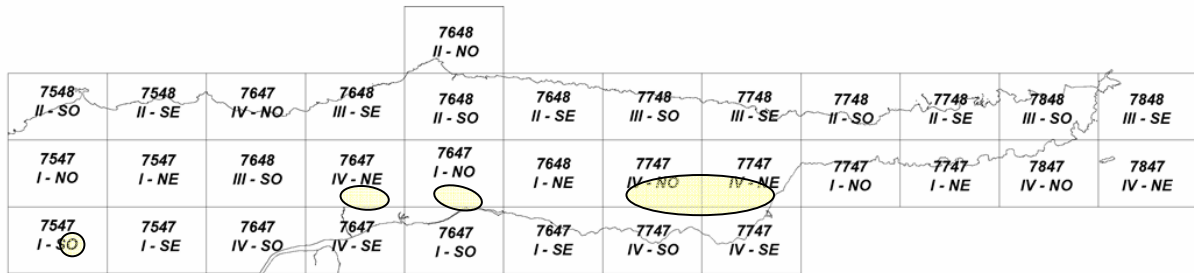 7648
II - NO
7548
II - SO
7548
II - SE
7647
IV - NO
7648
III - SE
7648
II - SO
7648
II - SE
7748
III - SO
7748
III - SE
7748
II - SO
7748
II - SE
7848
III - SO
7848
III - SE
7547
I - NO
7547
I - NE
7648
III - SO
7647
IV - NE
7647
I - NO
7648
I - NE
7747
IV - NO
7747
IV - NE
7747
I - NO
7747
I - NE
7847
IV - NO
7847
IV - NE
7547
I - SO
7547
I - SE
7647
IV - SO
7647
IV - SE
7647
I - SO
7647
I - SE
7747
IV - SO
7747
IV - SE